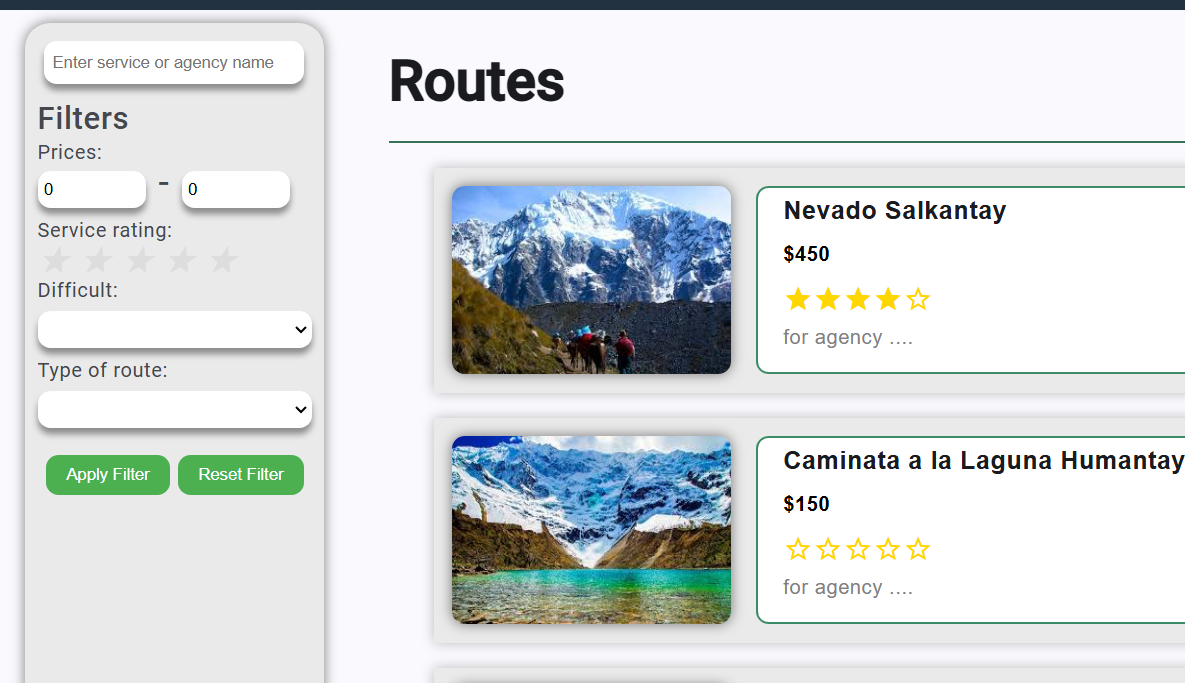 Enter service or agency name
Filters
Prices:
0 - 0
Service rating:
Difficult:
Type of route:
Apply Filter Reset Filter
Routes
Nevado Salkantay
$450
for agency ....
Caminata a la Laguna Humantay
$150
for agency ....